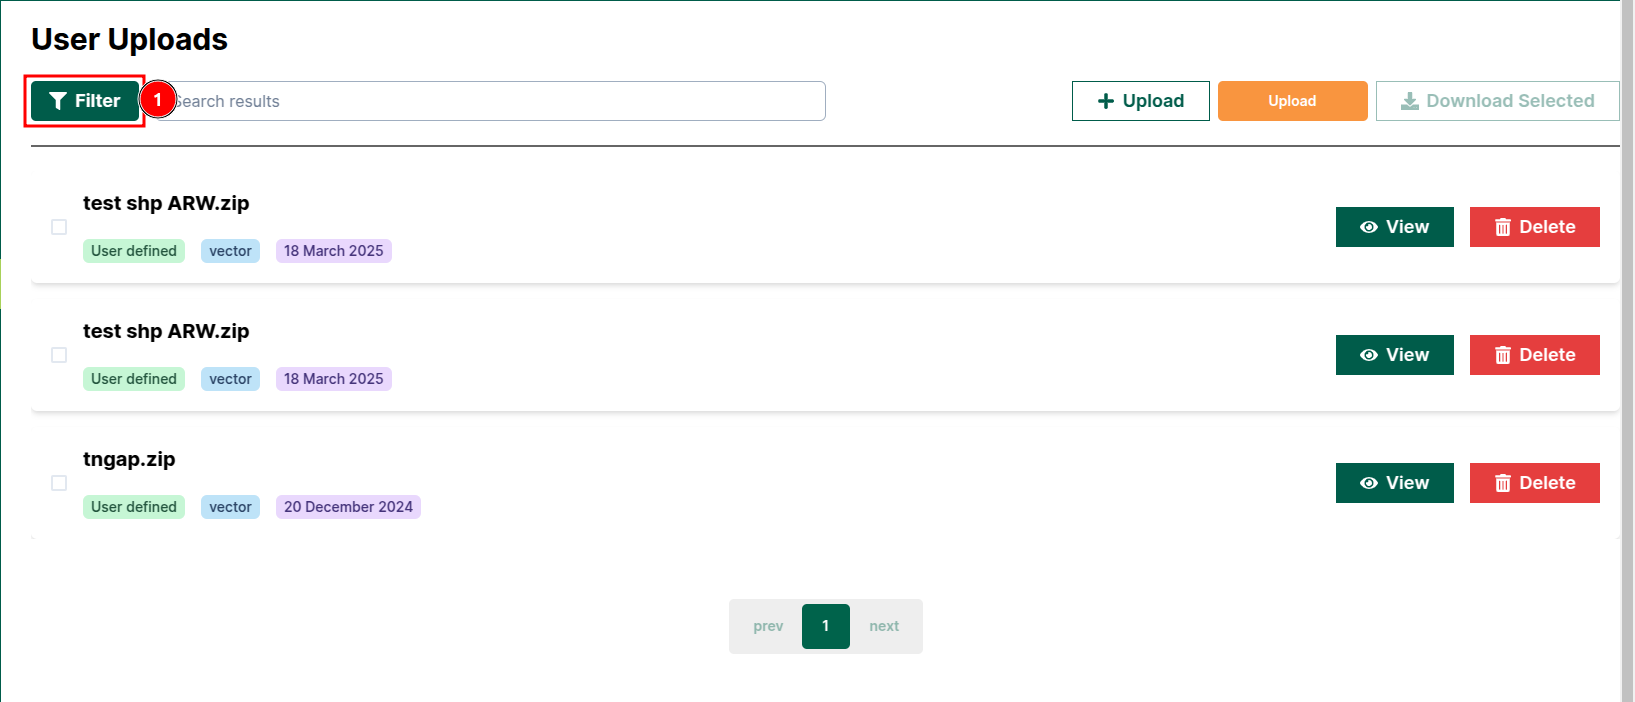 User Uploads
Filter 1 Search results Upload Upload Download Selected
test shp ARW.zip
User defined vector 18 March 2025 View Delete
test shp ARW.zip
User defined vector 18 March 2025 View Delete
tngap.zip
User defined vector 20 December 2024 View Delete
prev 1 next